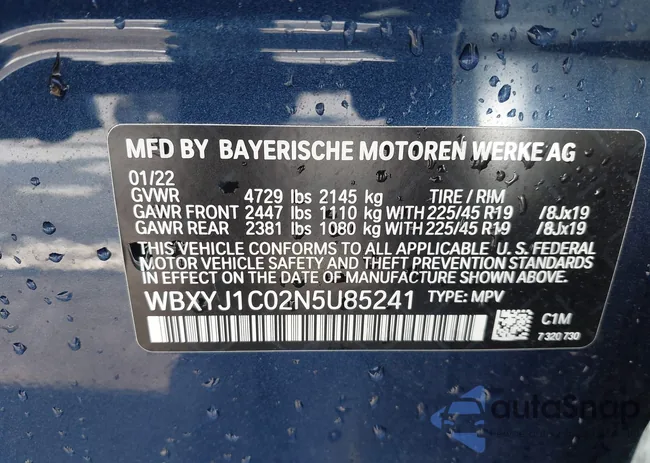 MFD BY BAYERISCHE MOTOREN WERKE AG
01/22
GVWR 4729 lbs 2145 kg TIRE / RIM
GAWR FRONT 2447 lbs 1110 kg WITH 225/45 R19 /8Jx19
GAWR REAR 2381 lbs 1080 kg WITH 225/45 R19 /8Jx19
THIS VEHICLE CONFORMS TO ALL APPLICABLE U.S. FEDERAL
MOTOR VEHICLE SAFETY AND THEFT PREVENTION STANDARDS
IN EFFECT ON THE DATE OF MANUFACTURE SHOWN ABOVE.
WBXYJ1C02N5U85241 TYPE: MPV
C1M
7 320 730
autoSnap